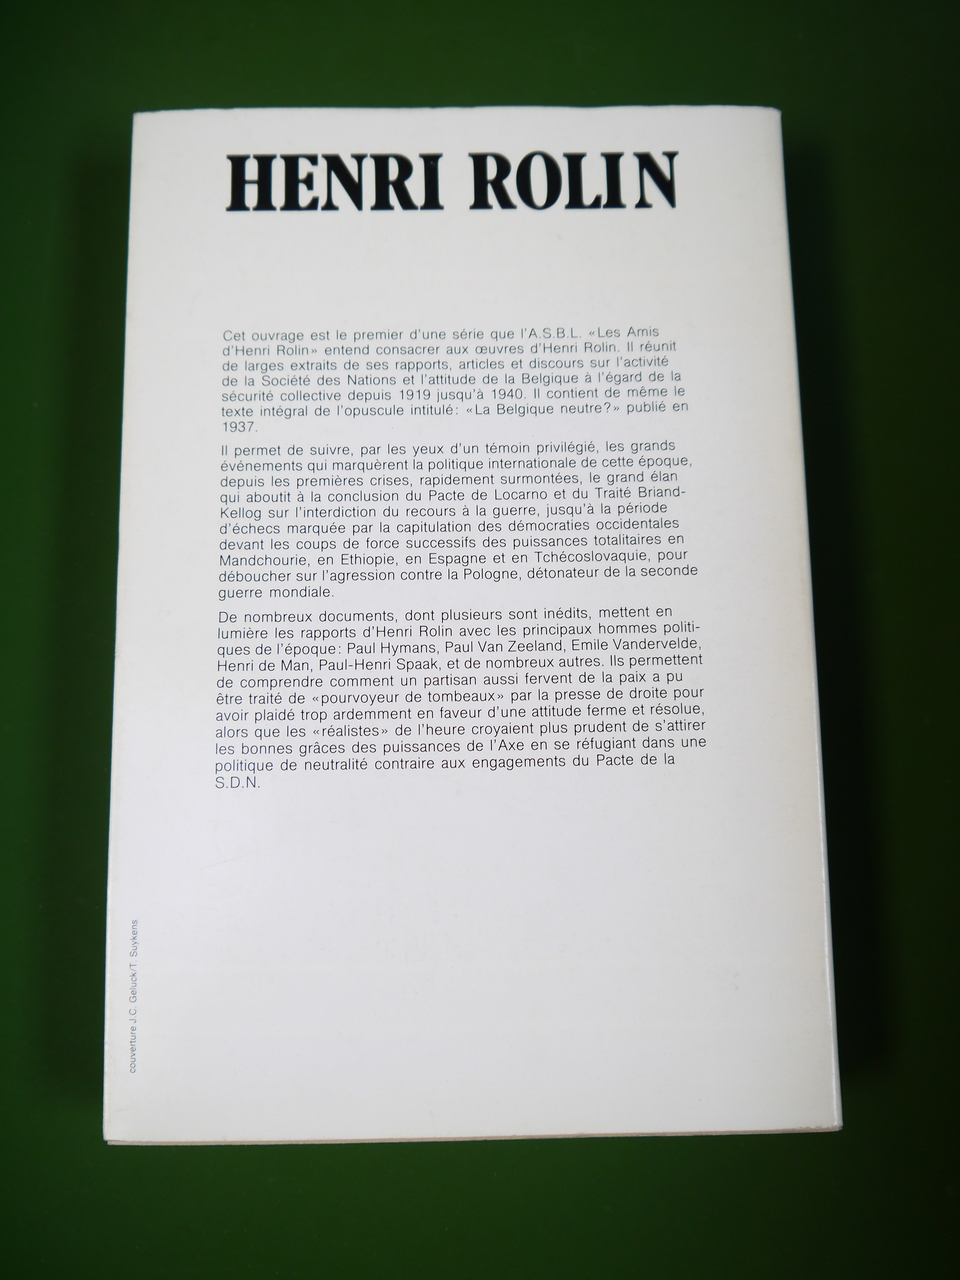 HENRI ROLIN
Cet ouvrage est le premier d'une série que l'A.S.B.L. «Les Amis
d'Henri Rolin» entend consacrer aux œuvres d'Henri Rolin. Il réunit
de larges extraits de ses rapports, articles et discours sur l'activité
de la Société des Nations et l'attitude de la Belgique à l'égard de la
sécurité collective depuis 1919 jusqu'à 1940. Il contient de même le
texte intégral de l'opuscule intitulé: «La Belgique neutre?» publié en
1937.
Il permet de suivre, par les yeux d'un témoin privilégié, les grands
événements qui marquèrent la politique internationale de cette époque,
depuis les premières crises, rapidement surmontées, le grand élan
qui aboutit à la conclusion du Pacte de Locarno et du Traité Briand-
Kellog sur l'interdiction du recours à la guerre, jusqu'à la période
d'échecs marquée par la capitulation des démocraties occidentales
devant les coups de force successifs des puissances totalitaires en
Mandchourie, en Ethiopie, en Espagne et en Tchécoslovaquie, pour
déboucher sur l'agression contre la Pologne, détonateur de la seconde
guerre mondiale.
De nombreux documents, dont plusieurs sont inédits, mettent en
lumière les rapports d'Henri Rolin avec les principaux hommes politi-
ques de l'époque: Paul Hymans, Paul Van Zeeland, Emile Vandervelde,
Henri de Man, Paul-Henri Spaak, et de nombreux autres. Ils permettent
de comprendre comment un partisan aussi fervent de la paix a pu
être traité de «pourvoyeur de tombeaux» par la presse de droite pour
avoir plaidé trop ardemment en faveur d'une attitude ferme et résolue,
alors que les «réalistes» de l'heure croyaient plus prudent de s'attirer
les bonnes grâces des puissances de l'Axe en se réfugiant dans une
politique de neutralité contraire aux engagements du Pacte de la
S.D.N.
couverture J.C. Geluck/T. Suykens